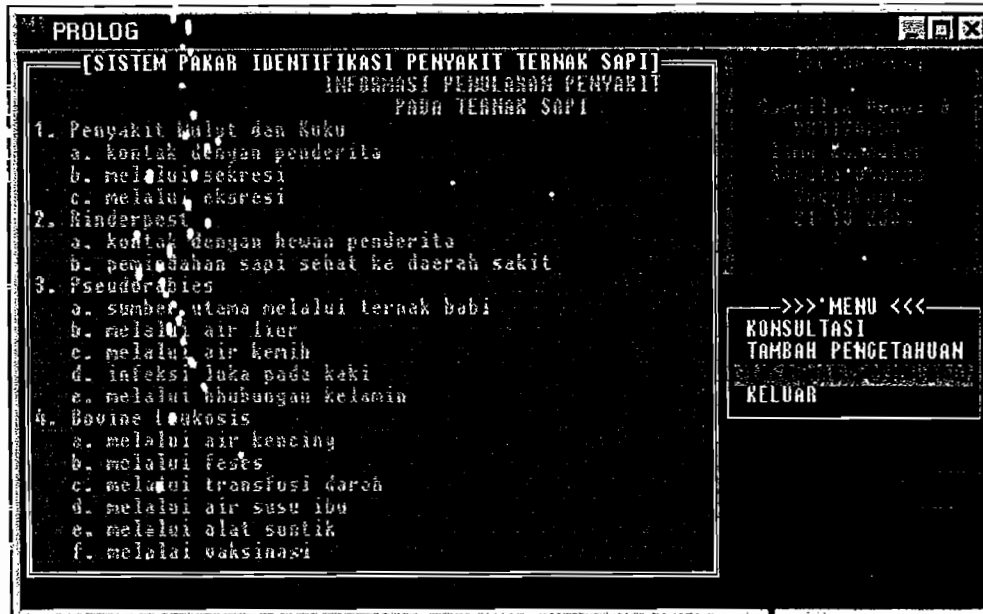 PROLOG
[SISTEM PAKAR IDENTIFIKASI PENYAKIT TERNAK SAPI]
INFORMASI PENULARAN PENYAKIT
PADA TERNAK SAPI
1. Penyakit Mulut dan Kuku
a. kontak dengan penderita
b. melalui sekresi
c. melalui eksresi
2. Rinderpest
a. kontak dengan hewan penderita
b. pemindahan sapi sehat ke daerah sakit
3. Pseudorabies
a. sumber utama melalui ternak babi
b. melalui air liur
c. melalui air kemih
d. infeksi luka pada kaki
e. melalui hhubungan kelamin
4. Bovine Leukosis
a. melalui air kencing
b. melalui feses
c. melalui transfusi darah
d. melalui air susu ibu
e. melalui alat suntik
f. melalui vaksinasi
>>> MENU <<<
KONSULTASI
TAMBAH PENGETAHUAN
KELUAR